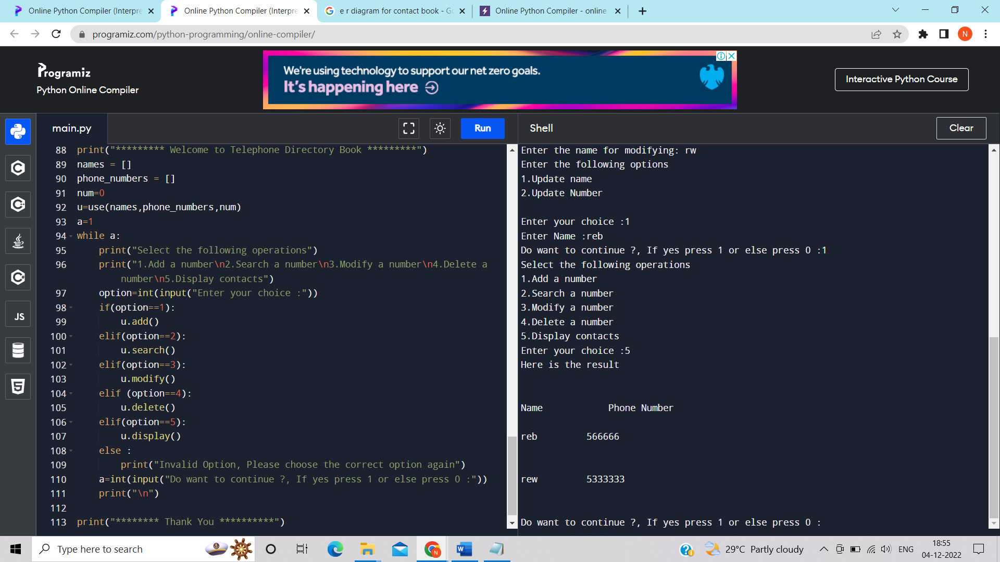 Online Python Compiler (Interpre
Online Python Compiler (Interpre
e r diagram for contact book - Go
Online Python Compiler - online
programiz.com/python-programming/online-compiler/
N
Programiz
Python Online Compiler
We're using technology to support our net zero goals.
It's happening here
Interactive Python Course
main.py
Run
Shell
Clear
JS
88 print("********* Welcome to Telephone Directory Book *********")
89 names = []
90 phone_numbers = []
91 num=0
92 u=use(names,phone_numbers,num)
93 a=1
94 while a:
95 print("Select the following operations")
96 print("1.Add a number\n2.Search a number\n3.Modify a number\n4.Delete a
number\n5.Display contacts")
97 option=int(input("Enter your choice :"))
98 if(option==1):
99 u.add()
100 elif(option==2):
101 u.search()
102 elif(option==3):
103 u.modify()
104 elif (option==4):
105 u.delete()
106 elif(option==5):
107 u.display()
108 else :
109 print("Invalid Option, Please choose the correct option again")
110 a=int(input("Do want to continue ?, If yes press 1 or else press 0 :"))
111 print("\n")
112
113 print("******** Thank You **********")
Enter the name for modifying: rw
Enter the following options
1.Update name
2.Update Number
Enter your choice :1
Enter Name :reb
Do want to continue ?, If yes press 1 or else press 0 :1
Select the following operations
1.Add a number
2.Search a number
3.Modify a number
4.Delete a number
5.Display contacts
Enter your choice :5
Here is the result
Name Phone Number
reb 566666
rew 5333333
Do want to continue ?, If yes press 1 or else press 0 :
Type here to search
29°C Partly cloudy
ENG
18:55
04-12-2022